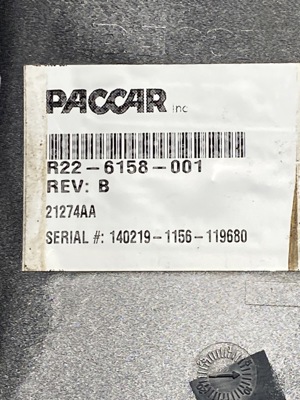 PACCAR Inc
R22-6158-001
REV: B
21274AA
SERIAL #: 140219-1156-119680